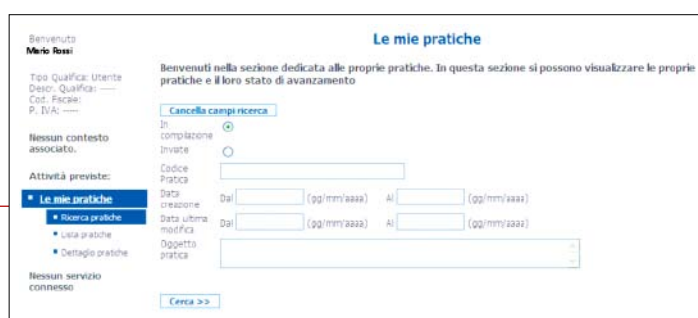 Benvenuto
Mario Rossi
Tipo Qualifica: Utente
Descr. Qualifica: -----
Cod. Fiscale:
P. IVA: -----
Nessun contesto
associato.
Attività previste:
Le mie pratiche
Ricerca pratiche
Lista pratiche
Dettaglio pratiche
Nessun servizio
connesso
Le mie pratiche
Benvenuti nella sezione dedicata alle proprie pratiche. In questa sezione si possono visualizzare le proprie
pratiche e il loro stato di avanzamento
Cancella campi ricerca
In
compilazione
Inviate
Codice
Pratica
Data
creazione
Dal (gg/mm/aaaa) Al (gg/mm/aaaa)
Data ultima
modifica
Dal (gg/mm/aaaa) Al (gg/mm/aaaa)
Oggetto
pratica
Cerca >>